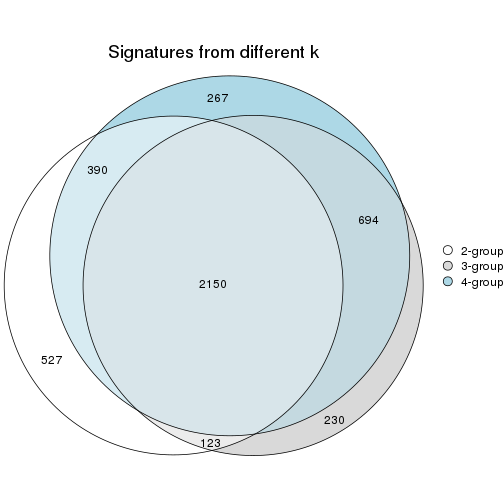 Signatures from different k
267
390
694
2150
527
230
123
2-group
3-group
4-group